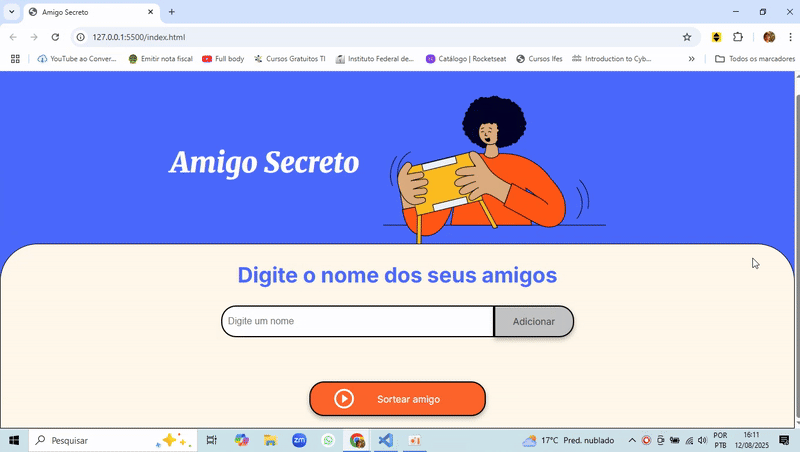 Amigo Secreto
127.0.0.1:5500/index.html
YouTube ao Conver...
Emitir nota fiscal
Full body
Cursos Gratuitos TI
Instituto Federal de...
Catálogo | Rocketseat
Cursos Ifes
Introduction to Cyb...
Todos os marcadores
Amigo Secreto
Digite o nome dos seus amigos
Digite um nome
Adicionar
Sortear amigo
Pesquisar
zm
17°C Pred. nublado
POR
PTB
16:11
12/08/2025